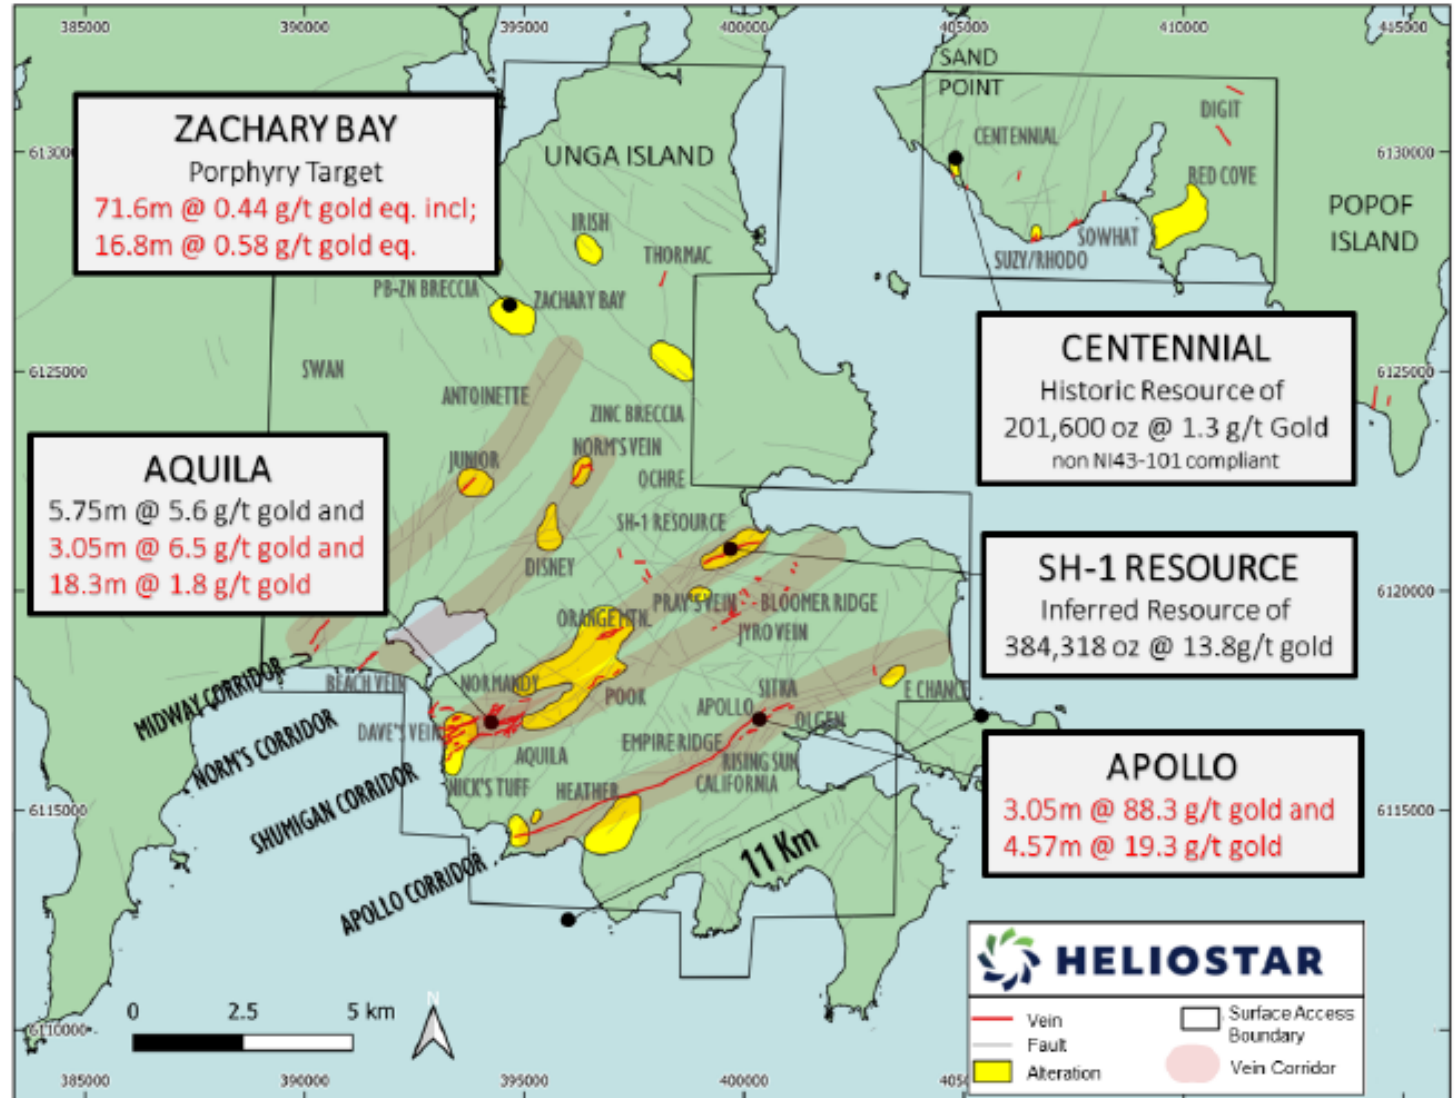 385000
390000
395000
400000
405000
410000
415000
SAND
POINT
ZACHARY BAY
Porphyry Target
71.6m @ 0.44 g/t gold eq. incl;
16.8m @ 0.58 g/t gold eq.
UNGA ISLAND
CENTENNIAL
DIGIT
RED COVE
POPOF
ISLAND
SOWHAT
SUZY/RHODO
6130000
IRISH
THORMAC
PB-ZN BRECCIA
ZACHARY BAY
CENTENNIAL
Historic Resource of
201,600 oz @ 1.3 g/t Gold
non NI43-101 compliant
6125000
6125000
SWAN
ANTOINETTE
ZINC BRECCIA
NORM'S VEIN
JUNIOR
OCHRE
SH-1 RESOURCE
DISNEY
AQUILA
5.75m @ 5.6 g/t gold and
3.05m @ 6.5 g/t gold and
18.3m @ 1.8 g/t gold
SH-1 RESOURCE
Inferred Resource of
384,318 oz @ 13.8g/t gold
6120000
PRAY'S VEIN
BLOOMER RIDGE
ORANGE MTN.
JYRO VEIN
BEACH VEIN
NORMANDY
POOK
SITKA
E CHANCE
APOLLO
OLGEN
DAVE'S VEIN
AQUILA
EMPIRE RIDGE
RISING SUN
CALIFORNIA
NICK'S TUFF
HEATHER
MIDWAY CORRIDOR
NORM'S CORRIDOR
SHUMIGAN CORRIDOR
APOLLO CORRIDOR
APOLLO
3.05m @ 88.3 g/t gold and
4.57m @ 19.3 g/t gold
6115000
6115000
11 Km
HELIOSTAR
Vein
Fault
Alteration
Surface Access
Boundary
Vein Corridor
0 2.5 5 km
N
6110000
385000
390000
395000
400000